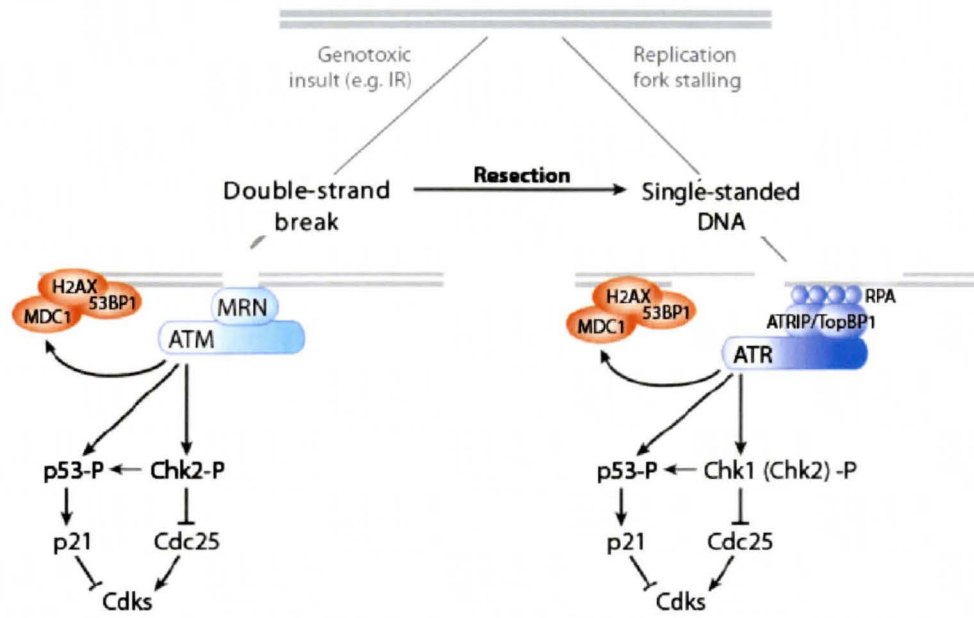 Genotoxic
insult (e.g. IR)
Replication
fork stalling
Double-strand
break
Resection
Single-standed
DNA
H2AX
53BP1
MDC1
MRN
ATM
p53-P
Chk2-P
p21
Cdc25
Cdks
H2AX
53BP1
MDC1
RPA
ATRIP/TopBP1
ATR
p53-P
Chk1 (Chk2) -P
p21
Cdc25
Cdks